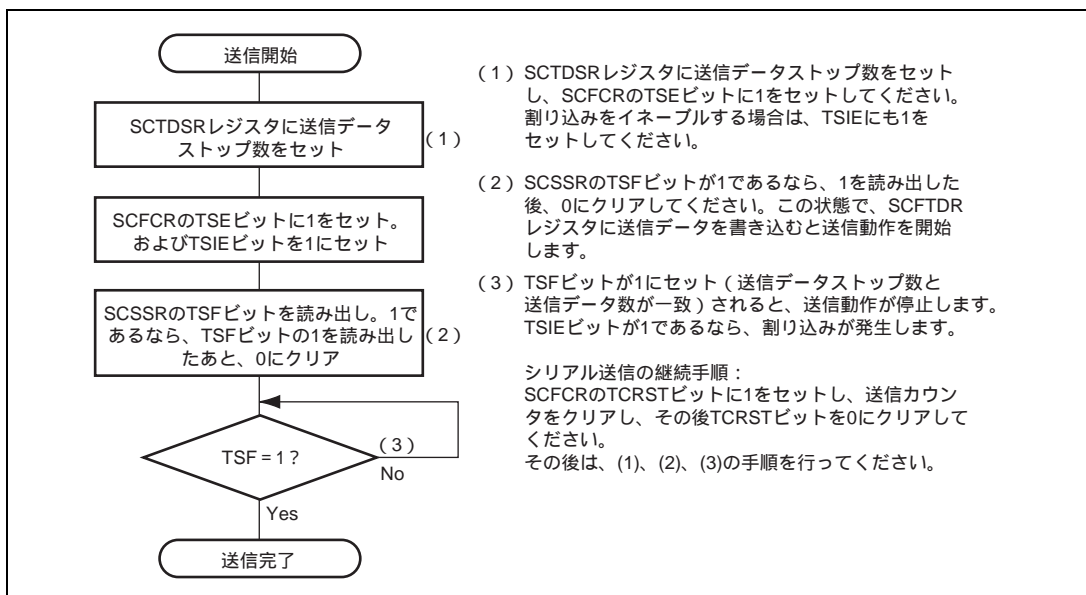 送信開始
SCTDSRレジスタに送信データ
ストップ数をセット
(1)
SCFCRのTSEビットに1をセット。
およびTSIEビットを1にセット
SCSSRのTSFビットを読み出し。1で
あるなら、TSFビットの1を読み出し
たあと、0にクリア
(2)
TSF = 1？
(3)
No
Yes
送信完了
(1) SCTDSRレジスタに送信データストップ数をセット
し、SCFCRのTSEビットに1をセットしてください。
割り込みをイネーブルする場合は、TSIEにも1を
セットしてください。
(2) SCSSRのTSFビットが1であるなら、1を読み出した
後、0にクリアしてください。この状態で、SCFTDR
レジスタに送信データを書き込むと送信動作を開始
します。
(3) TSFビットが1にセット（送信データストップ数と
送信データ数が一致）されると、送信動作が停止します。
TSIEビットが1であるなら、割り込みが発生します。
シリアル送信の継続手順：
SCFCRのTCRSTビットに1をセットし、送信カウン
タをクリアし、その後TCRSTビットを0にクリアして
ください。
その後は、(1)、(2)、(3)の手順を行ってください。